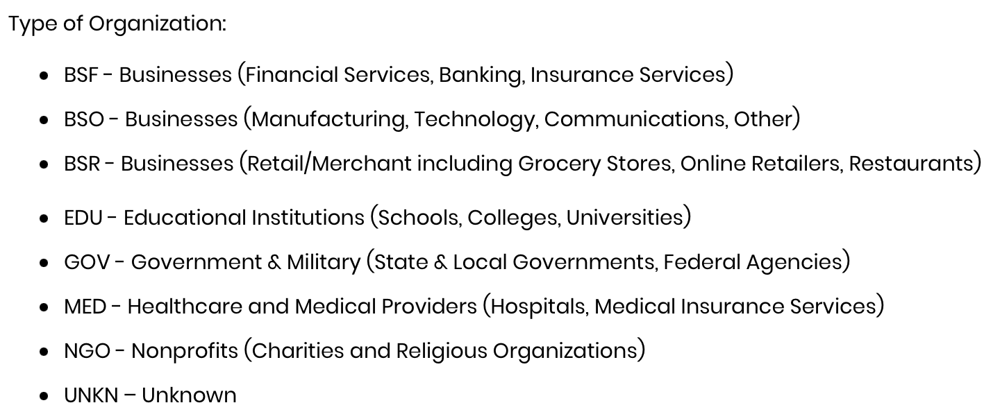 Type of Organization:
• BSF - Businesses (Financial Services, Banking, Insurance Services)
• BSO - Businesses (Manufacturing, Technology, Communications, Other)
• BSR - Businesses (Retail/Merchant including Grocery Stores, Online Retailers, Restaurants)
• EDU - Educational Institutions (Schools, Colleges, Universities)
• GOV - Government & Military (State & Local Governments, Federal Agencies)
• MED - Healthcare and Medical Providers (Hospitals, Medical Insurance Services)
• NGO - Nonprofits (Charities and Religious Organizations)
• UNKN – Unknown